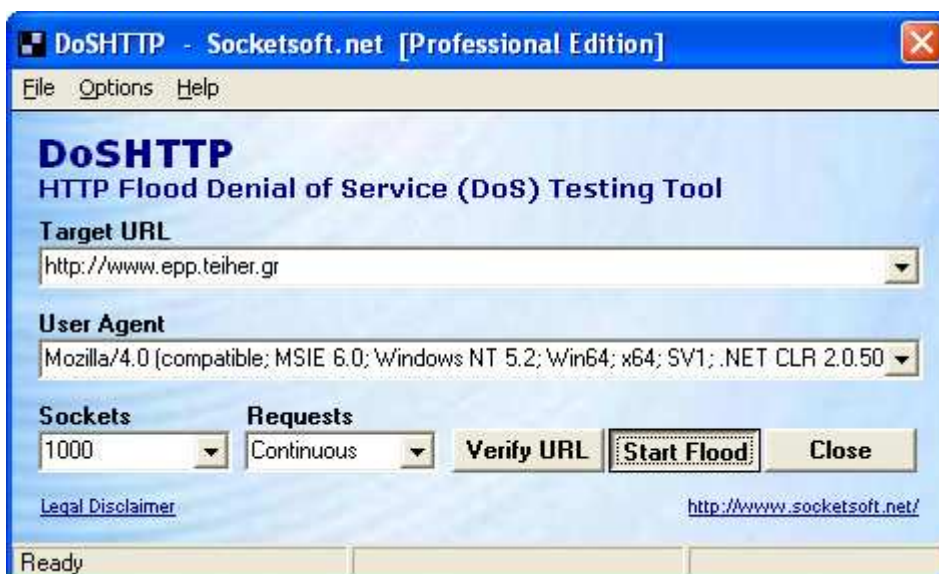 DoSHTTP - Socketsoft.net [Professional Edition]
File Options Help
DoSHTTP
HTTP Flood Denial of Service (DoS) Testing Tool
Target URL
http://www.epp.teiher.gr
User Agent
Mozilla/4.0 (compatible; MSIE 6.0; Windows NT 5.2; Win64; x64; SV1; .NET CLR 2.0.50
Sockets Requests
1000 Continuous Verify URL Start Flood Close
Legal Disclaimer http://www.socketsoft.net/
Ready